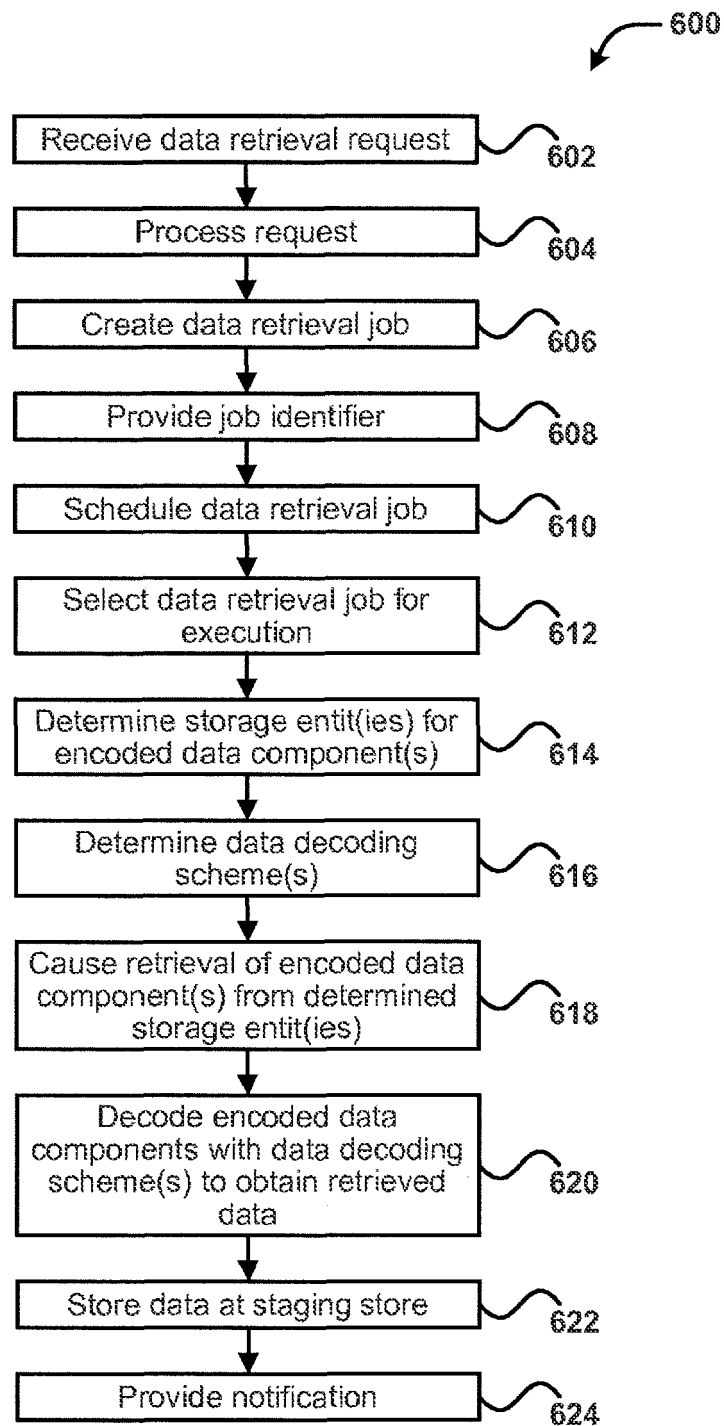 600
Receive data retrieval request
602
Process request
604
Create data retrieval job
606
Provide job identifier
608
Schedule data retrieval job
610
Select data retrieval job for
execution
612
Determine storage entit(ies) for
encoded data component(s)
614
Determine data decoding
scheme(s)
616
Cause retrieval of encoded data
component(s) from determined
storage entit(ies)
618
Decode encoded data
components with data decoding
scheme(s) to obtain retrieved
data
620
Store data at staging store
622
Provide notification
624